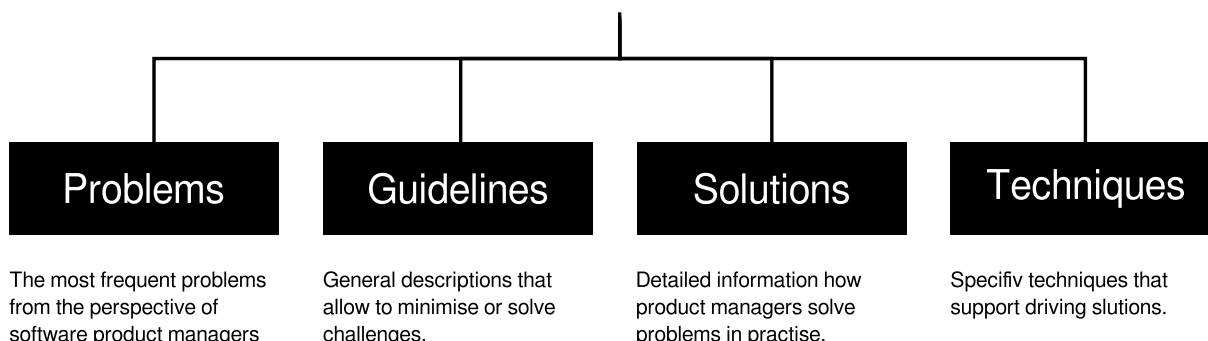 Problems
Guidelines
Solutions
Techniques
The most frequent problems
from the perspective of
software product managers
General descriptions that
allow to minimise or solve
challenges.
Detailed information how
product managers solve
problems in practise.
Specifiv techniques that
support driving slutions.